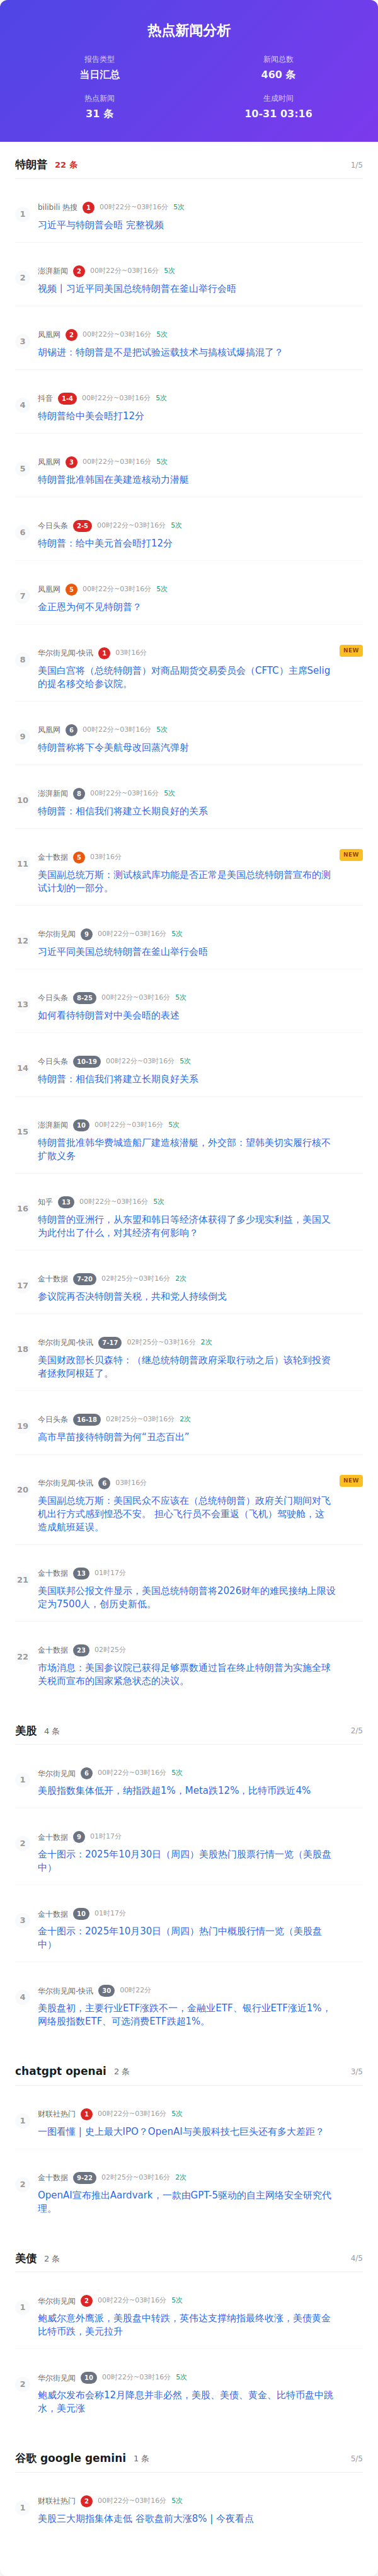 热点新闻分析
报告类型
当日汇总
新闻总数
460 条
热点新闻
31 条
生成时间
10-31 03:16
特朗普 22 条 1/5
1
bilibili 热搜 1 00时22分~03时16分 5次
习近平与特朗普会晤 完整视频
2
澎湃新闻 2 00时22分~03时16分 5次
视频丨习近平同美国总统特朗普在釜山举行会晤
3
凤凰网 2 00时22分~03时16分 5次
胡锡进：特朗普是不是把试验运载技术与搞核试爆搞混了？
4
抖音 1-4 00时22分~03时16分 5次
特朗普给中美会晤打12分
5
凤凰网 3 00时22分~03时16分 5次
特朗普批准韩国在美建造核动力潜艇
6
今日头条 2-5 00时22分~03时16分 5次
特朗普：给中美元首会晤打12分
7
凤凰网 5 00时22分~03时16分 5次
金正恩为何不见特朗普？
8
华尔街见闻-快讯 1 03时16分
NEW
美国白宫将（总统特朗普）对商品期货交易委员会（CFTC）主席Selig
的提名移交给参议院。
9
凤凰网 6 00时22分~03时16分 5次
特朗普称将下令美航母改回蒸汽弹射
10
澎湃新闻 8 00时22分~03时16分 5次
特朗普：相信我们将建立长期良好的关系
11
金十数据 5 03时16分
NEW
美国副总统万斯：测试核武库功能是否正常是美国总统特朗普宣布的测
试计划的一部分。
12
华尔街见闻 9 00时22分~03时16分 5次
习近平同美国总统特朗普在釜山举行会晤
13
今日头条 8-25 00时22分~03时16分 5次
如何看待特朗普对中美会晤的表述
14
今日头条 10-19 00时22分~03时16分 5次
特朗普：相信我们将建立长期良好关系
15
澎湃新闻 10 00时22分~03时16分 5次
特朗普批准韩华费城造船厂建造核潜艇，外交部：望韩美切实履行核不
扩散义务
16
知乎 13 00时22分~03时16分 5次
特朗普的亚洲行，从东盟和韩日等经济体获得了多少现实利益，美国又
为此付出了什么，对其经济有何影响？
17
金十数据 7-20 02时25分~03时16分 2次
参议院再否决特朗普关税，共和党人持续倒戈
18
华尔街见闻-快讯 7-17 02时25分~03时16分 2次
美国财政部长贝森特：（继总统特朗普政府采取行动之后）该轮到投资
者拯救阿根廷了。
19
今日头条 16-18 02时25分~03时16分 2次
高市早苗接待特朗普为何“丑态百出”
20
华尔街见闻-快讯 6 03时16分
NEW
美国副总统万斯：美国民众不应该在（总统特朗普）政府关门期间对飞
机出行方式感到惶恐不安。 担心飞行员不会重返（飞机）驾驶舱，这
造成航班延误。
21
金十数据 13 01时17分
美国联邦公报文件显示，美国总统特朗普将2026财年的难民接纳上限设
定为7500人，创历史新低。
22
金十数据 23 02时25分
市场消息：美国参议院已获得足够票数通过旨在终止特朗普为实施全球
关税而宣布的国家紧急状态的决议。
美股 4 条 2/5
1
华尔街见闻 6 00时22分~03时16分 5次
美股指数集体低开，纳指跌超1%，Meta跌12%，比特币跌近4%
2
金十数据 9 01时17分
金十图示：2025年10月30日（周四）美股热门股票行情一览（美股盘
中）
3
金十数据 10 01时17分
金十图示：2025年10月30日（周四）热门中概股行情一览（美股盘
中）
4
华尔街见闻-快讯 30 00时22分
美股盘初，主要行业ETF涨跌不一，金融业ETF、银行业ETF涨近1%，
网络股指数ETF、可选消费ETF跌超1%。
chatgpt openai 2 条 3/5
1
财联社热门 1 00时22分~03时16分 5次
一图看懂 | 史上最大IPO？OpenAI与美股科技七巨头还有多大差距？
2
金十数据 9-22 02时25分~03时16分 2次
OpenAI宣布推出Aardvark，一款由GPT-5驱动的自主网络安全研究代
理。
美债 2 条 4/5
1
华尔街见闻 2 00时22分~03时16分 5次
鲍威尔意外鹰派，美股盘中转跌，英伟达支撑纳指最终收涨，美债黄金
比特币跌，美元拉升
2
华尔街见闻 10 00时22分~03时16分 5次
鲍威尔发布会称12月降息并非必然，美股、美债、黄金、比特币盘中跳
水，美元涨
谷歌 google gemini 1 条 5/5
1
财联社热门 2 00时22分~03时16分 5次
美股三大期指集体走低 谷歌盘前大涨8% | 今夜看点